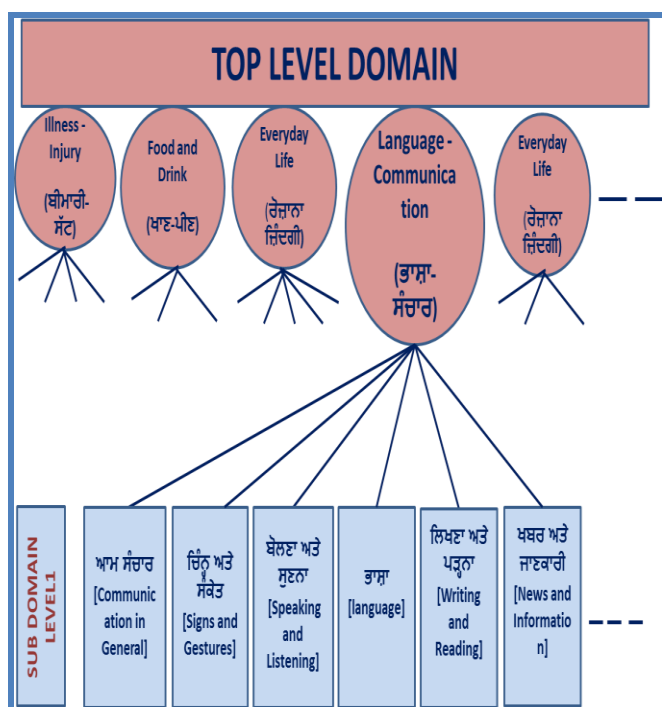 TOP LEVEL DOMAIN
Illness -
Injury
(ਬੀਮਾਰੀ-
ਸੱਟ)
Food and
Drink
(ਖਾਣ-ਪੀਣ)
Everyday
Life
(ਰੋਜ਼ਾਨਾ
ਜ਼ਿੰਦਗੀ)
Language -
Communica
tion
(ਭਾਸ਼ਾ-
ਸੰਚਾਰ)
Everyday
Life
(ਰੋਜ਼ਾਨਾ
ਜ਼ਿੰਦਗੀ)
SUB DOMAIN
LEVEL1
ਆਮ ਸੰਚਾਰ
[Communic
ation in
General]
ਚਿੰਨ੍ਹ ਅਤੇ
ਸੰਕੇਤ
[Signs and
Gestures]
ਬੋਲਣਾ ਅਤੇ
ਸੁਣਨਾ
[Speaking
and
Listening]
ਭਾਸ਼ਾ
[language]
ਲਿਖਣਾ ਅਤੇ
ਪੜ੍ਹਨਾ
[Writing
and
Reading]
ਖਬਰ ਅਤੇ
ਜਾਣਕਾਰੀ
[News and
Informatio
n]